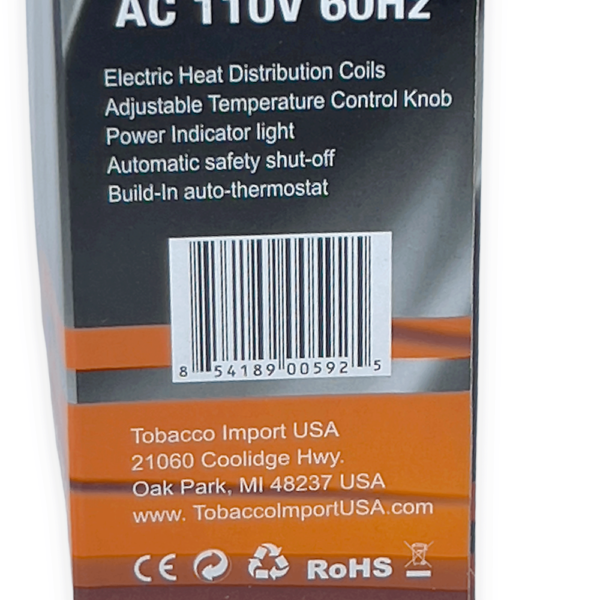 AC 110V 60Hz
Electric Heat Distribution Coils
Adjustable Temperature Control Knob
Power Indicator light
Automatic safety shut-off
Build-In auto-thermostat
8 54189 00592 5
Tobacco Import USA
21060 Coolidge Hwy.
Oak Park, MI 48237 USA
www. TobaccoImportUSA.com
CE RoHS